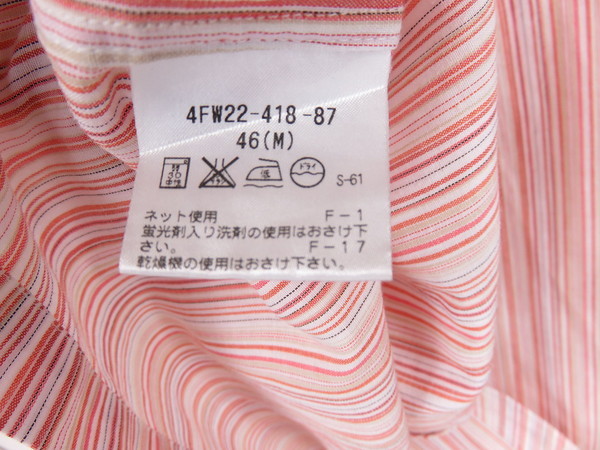 4FW22-418-87
46(M)
ドライ S-61
ネット使用 F-1
蛍光剤入り洗剤の使用はおさけ下
さい。 F-17
乾燥機の使用はおさけ下さい。